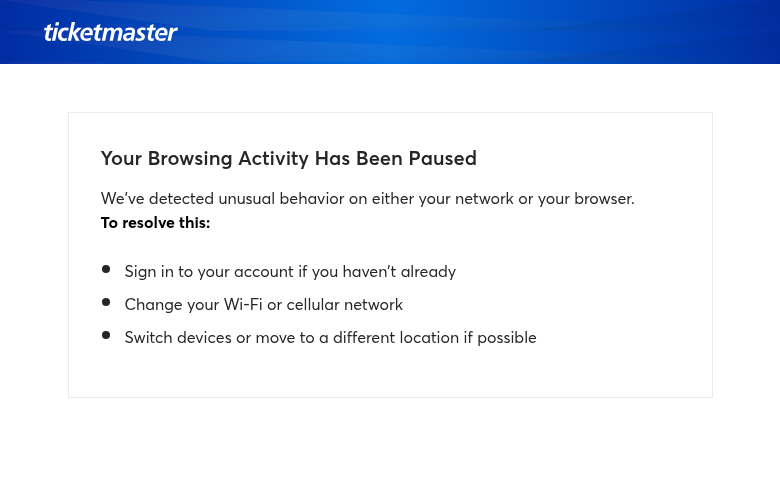 ticketmaster
Your Browsing Activity Has Been Paused
We've detected unusual behavior on either your network or your browser.
To resolve this:
Sign in to your account if you haven't already
Change your Wi-Fi or cellular network
Switch devices or move to a different location if possible